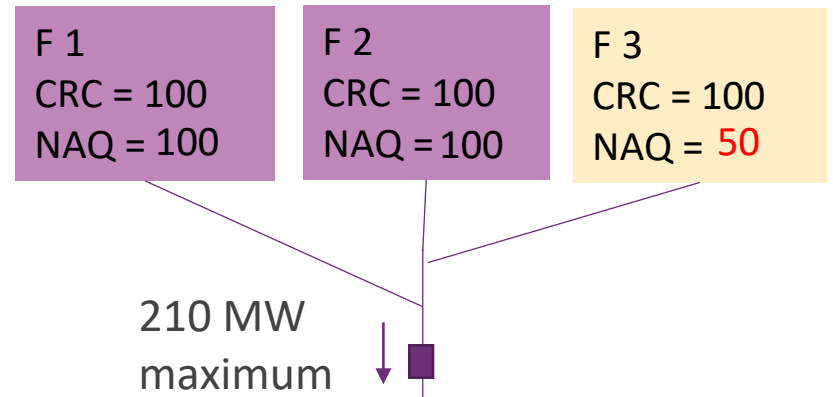 F 1
CRC = 100
NAQ = 100
F 2
CRC = 100
NAQ = 100
F 3
CRC = 100
NAQ = 50
210 MW
maximum